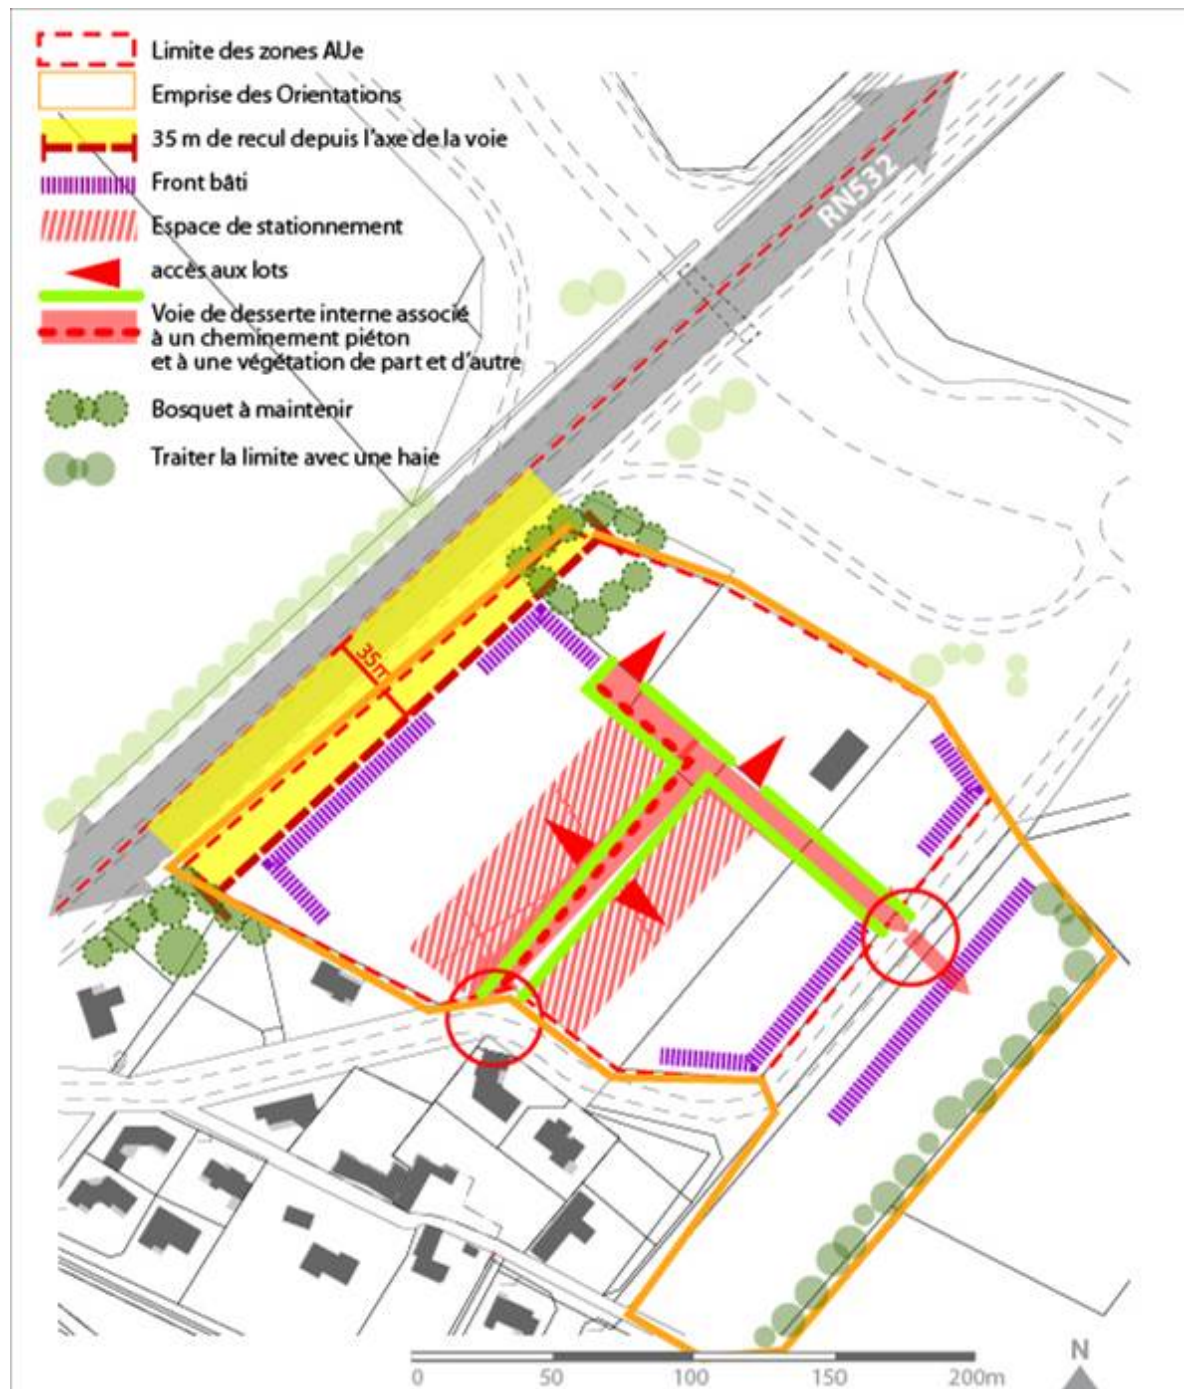 Limite des zones AUe
Emprise des Orientations
35 m de recul depuis l'axe de la voie
Front bâti
Espace de stationnement
accès aux lots
Voie de desserte interne associé
à un cheminement piéton
et à une végétation de part et d'autre
Bosquet à maintenir
Traiter la limite avec une haie
RN532
35m
0 50 100 150 200m
N